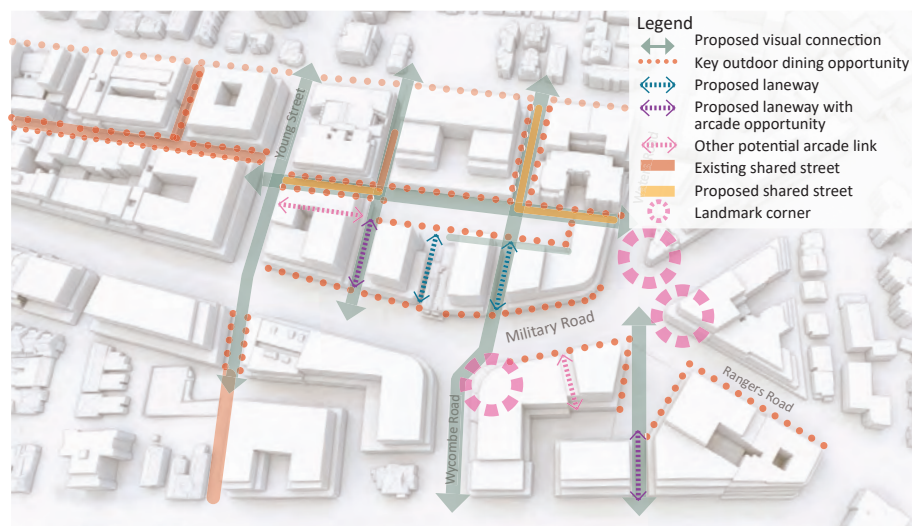 Legend
Proposed visual connection
Key outdoor dining opportunity
Proposed laneway
Proposed laneway with
arcade opportunity
Other potential arcade link
Existing shared street
Proposed shared street
Landmark corner
Young Street
Military Road
Wycombe Road
Rangers Road